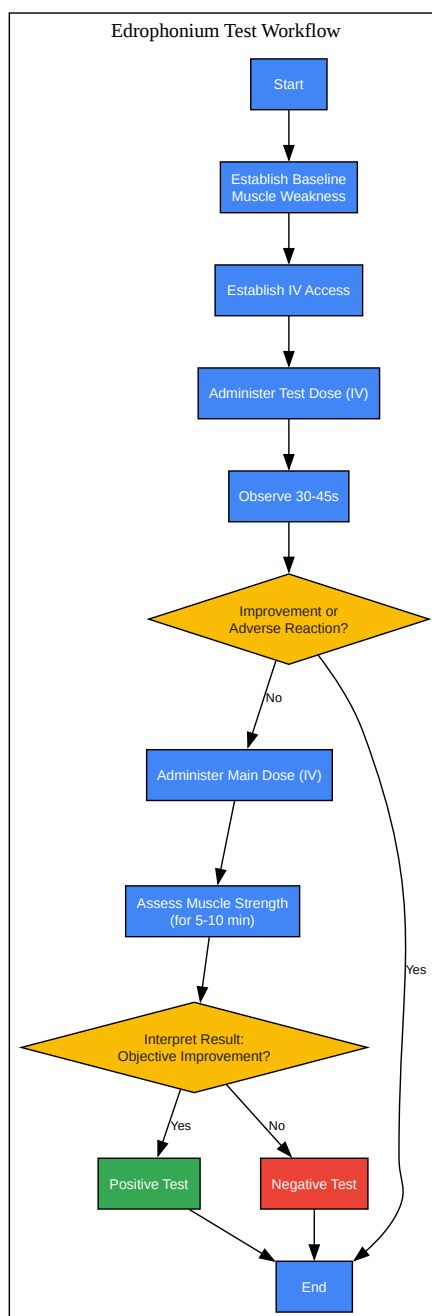 Edrophonium Test Workflow
Start
Establish Baseline
Muscle Weakness
Establish IV Access
Administer Test Dose (IV)
Observe 30-45s
Improvement or
Adverse Reaction?
No
Administer Main Dose (IV)
Assess Muscle Strength
(for 5-10 min)
Yes
Interpret Result:
Objective Improvement?
Yes
No
Positive Test
Negative Test
End